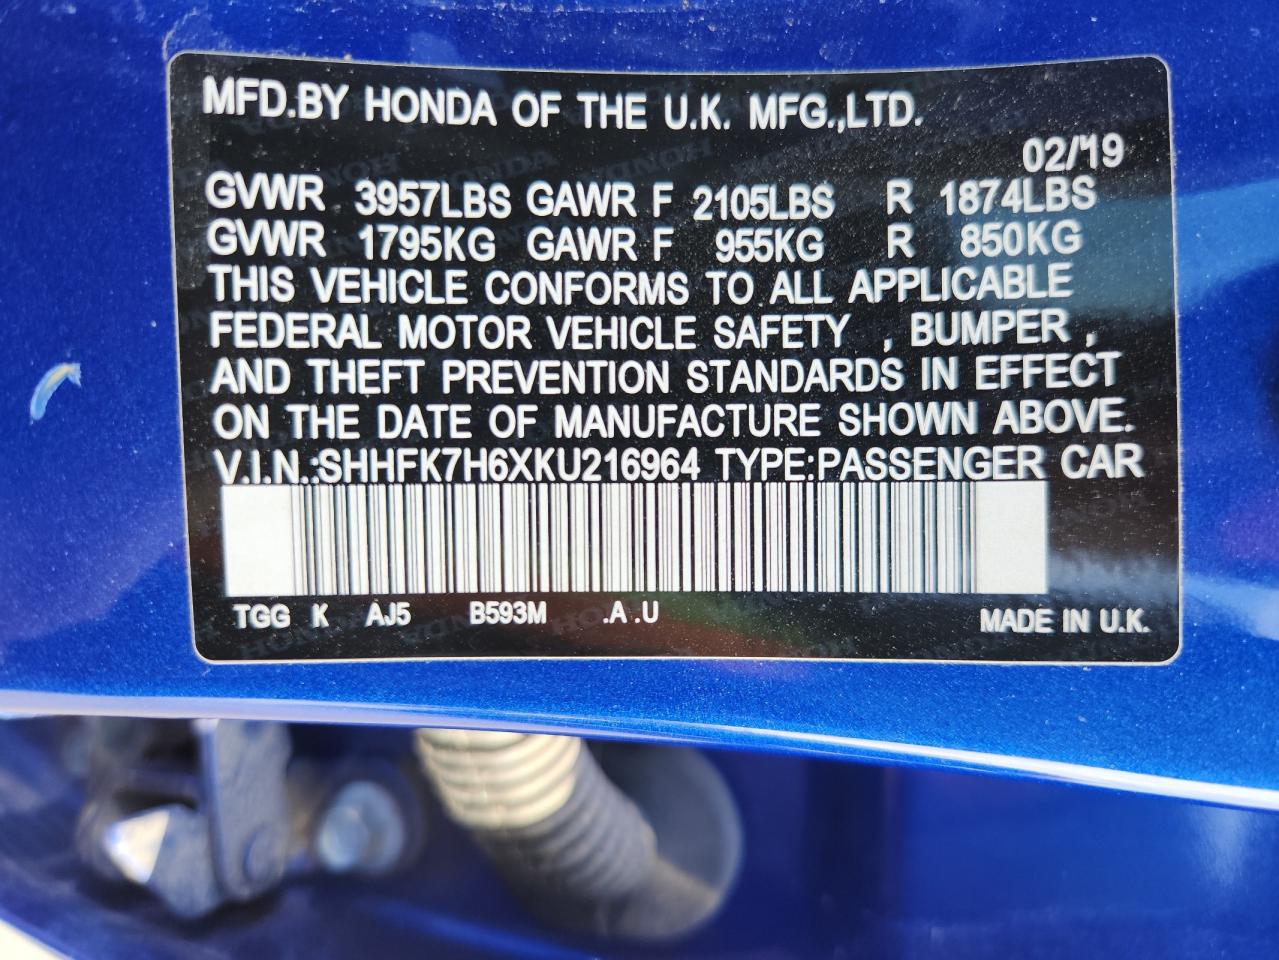 MFD.BY HONDA OF THE U.K. MFG.,LTD.
02/'19
GVWR 3957LBS GAWR F 2105LBS R 1874LBS
GVWR 1795KG GAWR F 955KG R 850KG
THIS VEHICLE CONFORMS TO ALL APPLICABLE
FEDERAL MOTOR VEHICLE SAFETY , BUMPER ,
AND THEFT PREVENTION STANDARDS IN EFFECT
ON THE DATE OF MANUFACTURE SHOWN ABOVE.
V.I.N.:SHHFK7H6XKU216964 TYPE:PASSENGER CAR
TGG K AJ5 B593M .A .U MADE IN U.K.